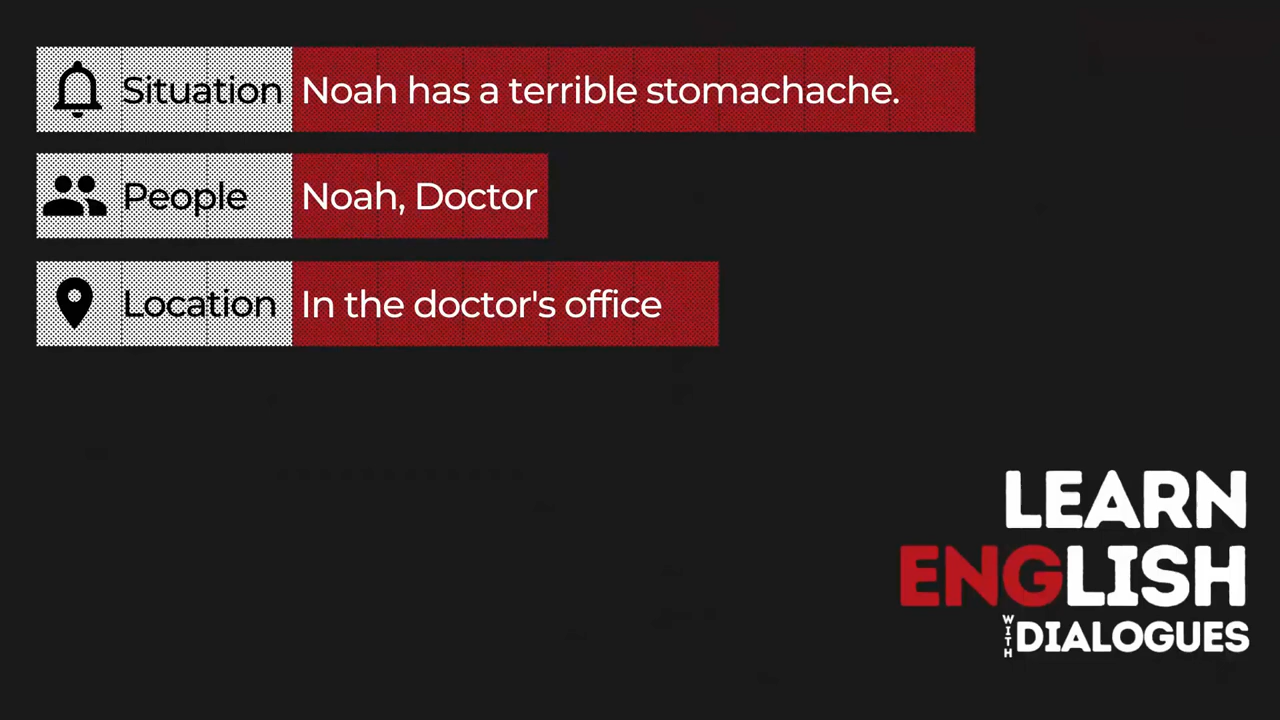 Situation Noah has a terrible stomachache.
People Noah, Doctor
Location In the doctor's office
LEARN
ENGLISH
WITH DIALOGUES